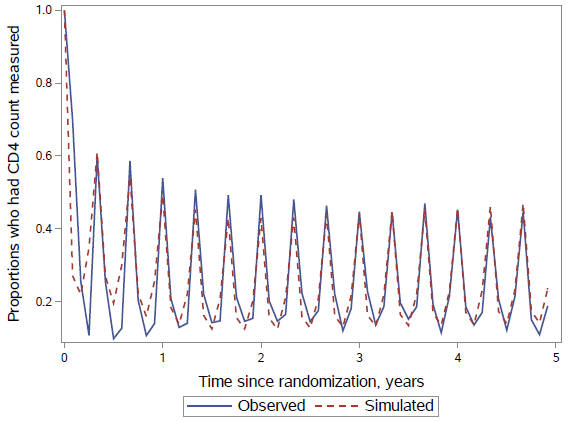 Proportions who had CD4 count measured
1.0
0.8
0.6
0.4
0.2
0 1 2 3 4 5
Time since randomization, years
Observed Simulated